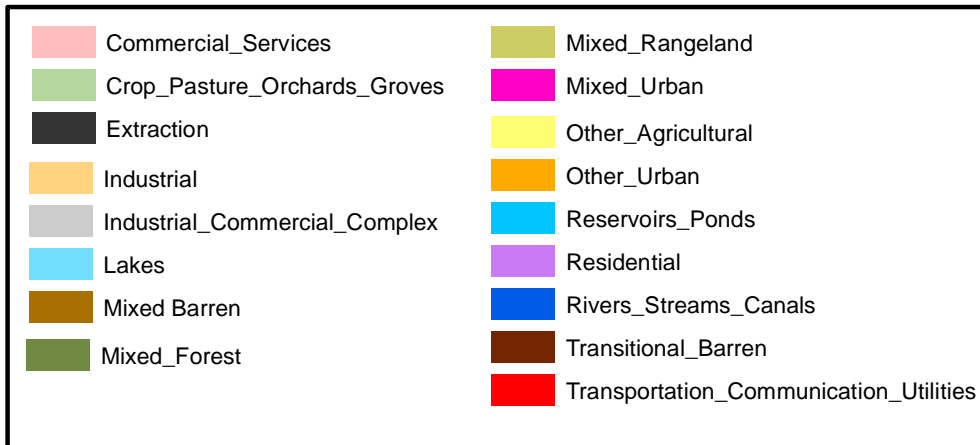 Commercial_Services
Crop_Pasture_Orchards_Groves
Extraction
Industrial
Industrial_Commercial_Complex
Lakes
Mixed Barren
Mixed_Forest
Mixed_Rangeland
Mixed_Urban
Other_Agricultural
Other_Urban
Reservoirs_Ponds
Residential
Rivers_Streams_Canals
Transitional_Barren
Transportation_Communication_Utilities